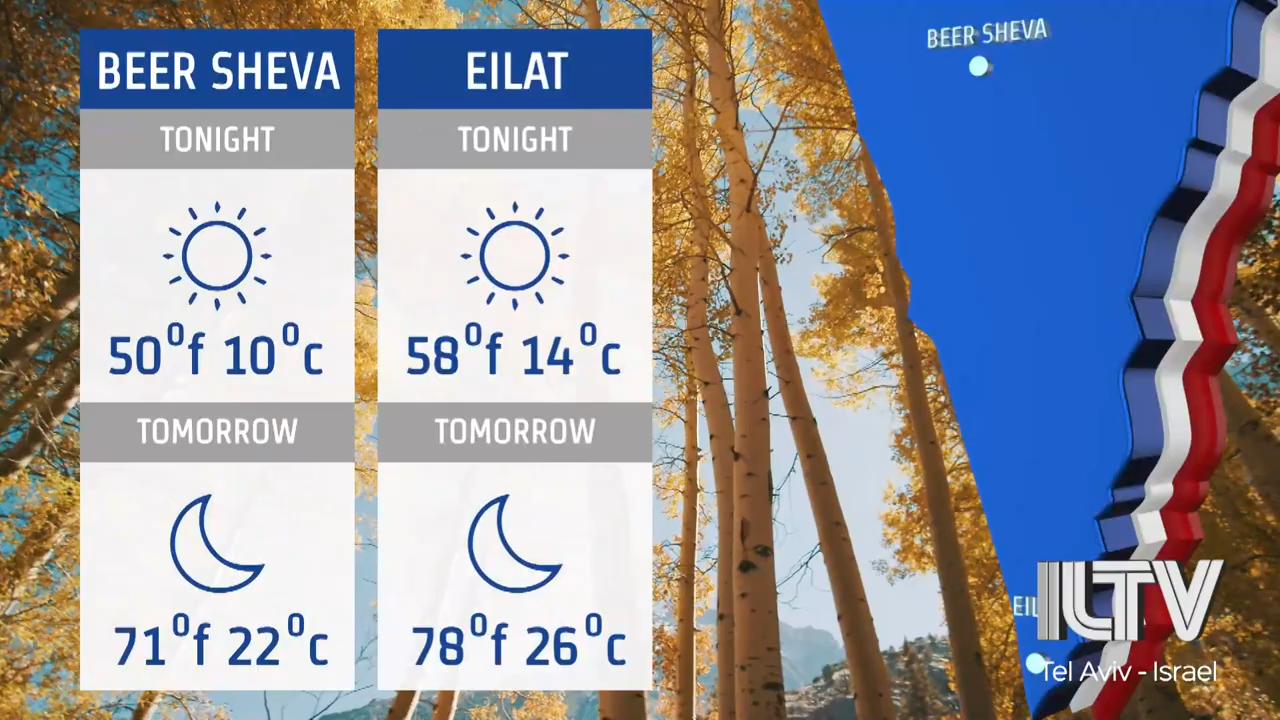 BEER SHEVA
TONIGHT
50°f 10°c
TOMORROW
71°f 22°c
EILAT
TONIGHT
58°f 14°c
TOMORROW
78°f 26°c
BEER SHEVA
ILTV
Tel Aviv - Israel